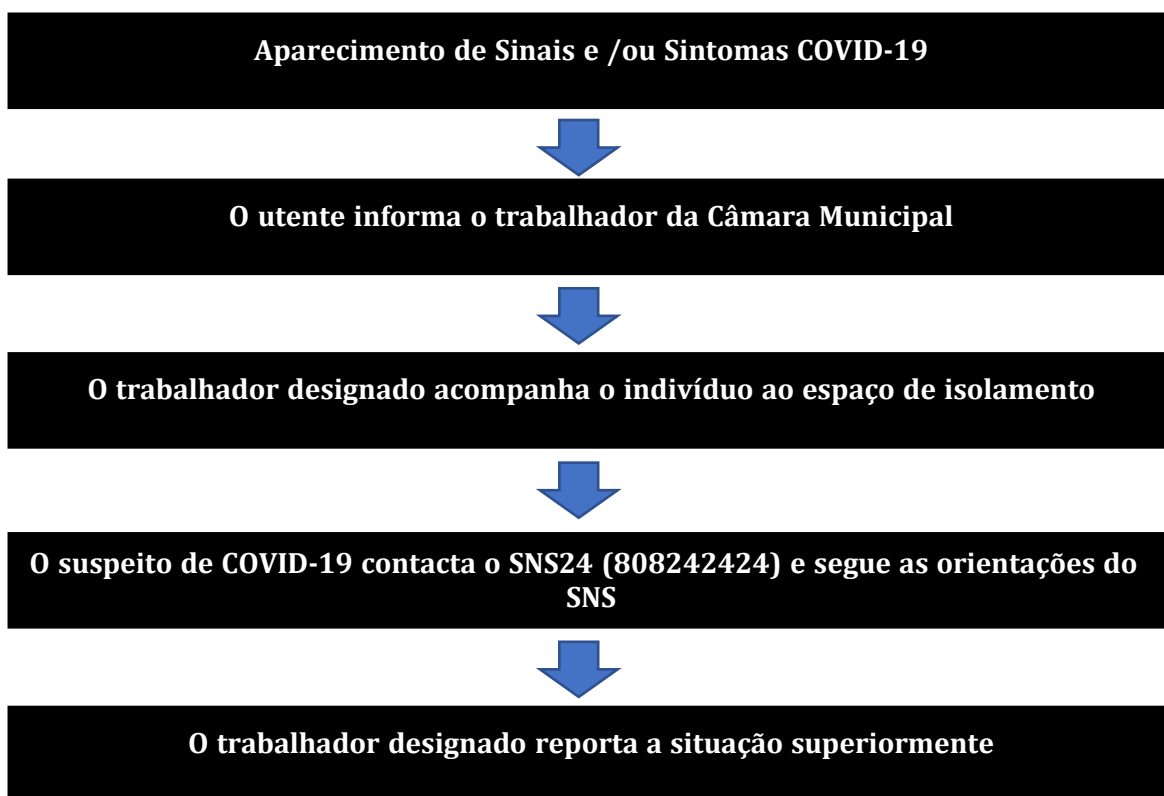 Aparecimento de Sinais e /ou Sintomas COVID-19
O utente informa o trabalhador da Câmara Municipal
O trabalhador designado acompanha o indivíduo ao espaço de isolamento
O suspeito de COVID-19 contacta o SNS24 (808242424) e segue as orientações do
SNS
O trabalhador designado reporta a situação superiormente